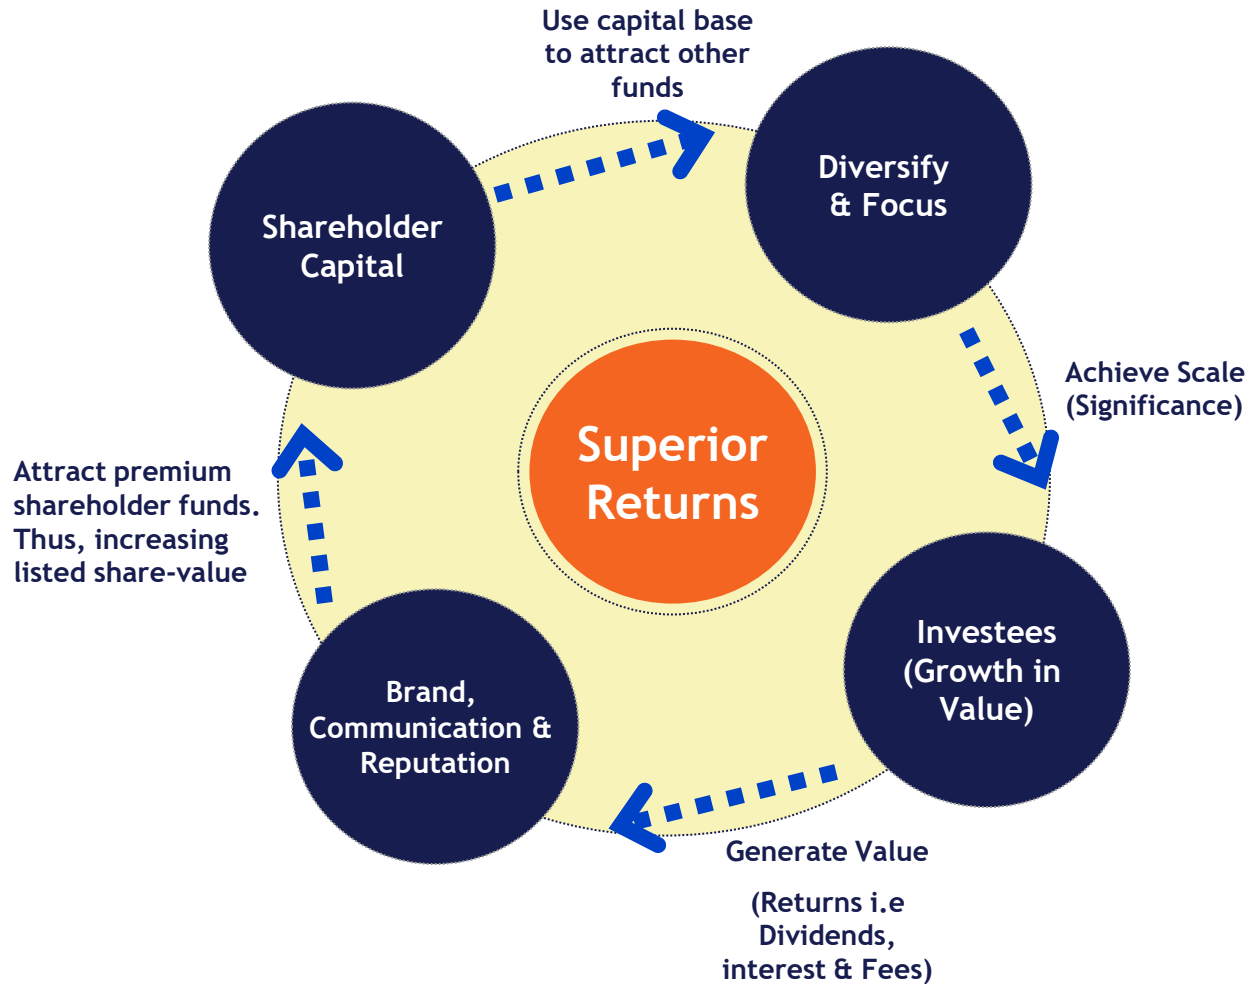 Use capital base
to attract other
funds
Diversify
& Focus
Shareholder
Capital
Achieve Scale
(Significance)
Superior
Returns
Attract premium
shareholder funds.
Thus, increasing
listed share-value
Investees
(Growth in
Value)
Brand,
Communication &
Reputation
Generate Value
(Returns i.e
Dividends,
interest & Fees)